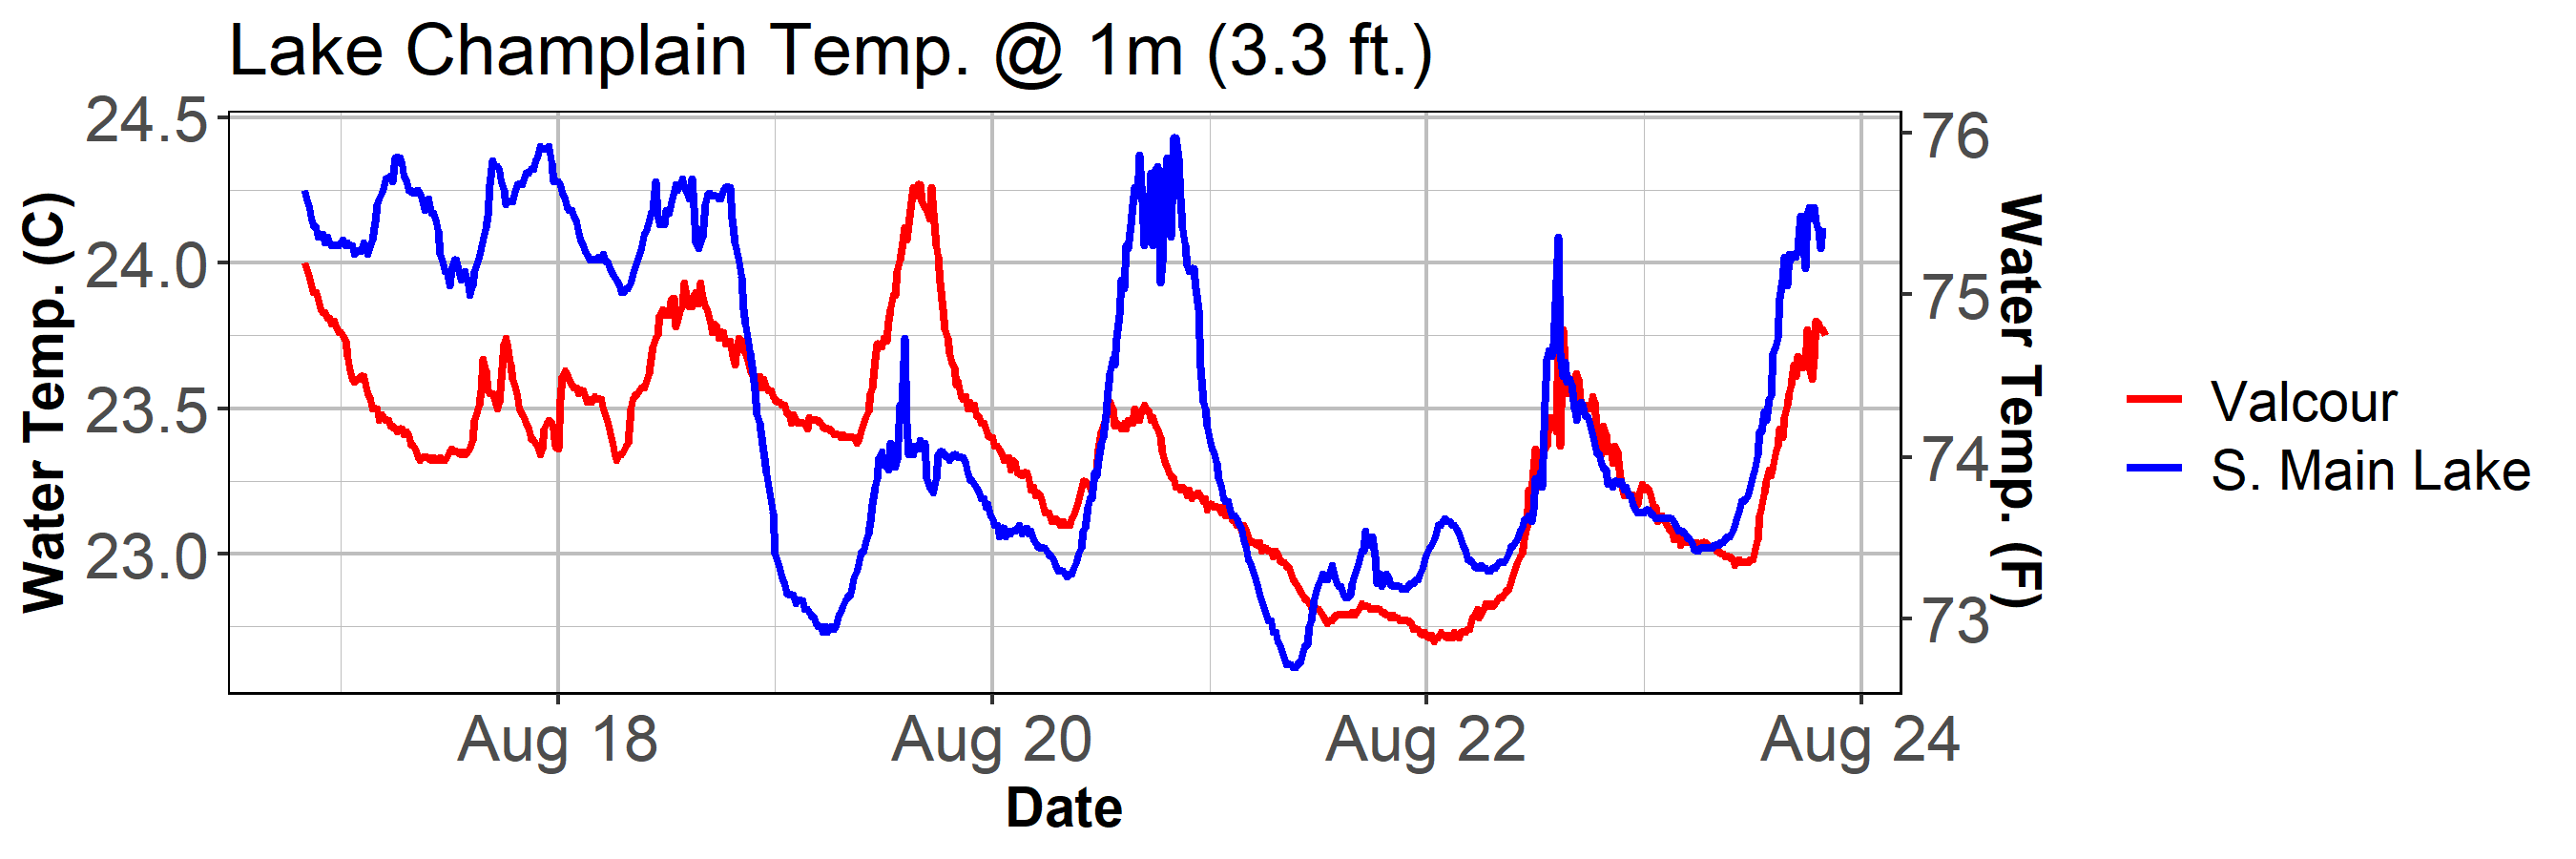 Lake Champlain Temp. @ 1m (3.3 ft.)
Water Temp. (C)
24.5
24.0
23.5
23.0
76
75
74
73
Water Temp. (F)
Aug 18
Aug 20
Aug 22
Aug 24
Date
Valcour
S. Main Lake